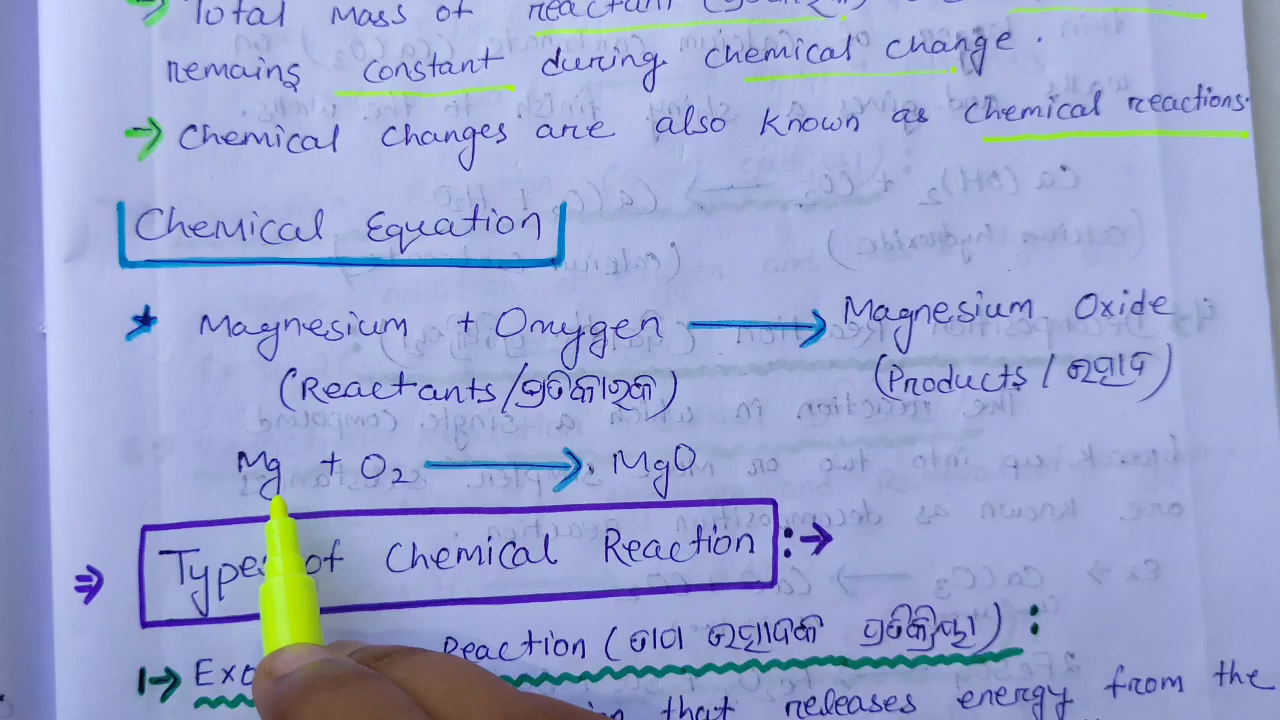 → Total mass of reactant
remains constant during chemical change.
→ Chemical changes are also known as chemical reactions.
Chemical Equation
* Magnesium + Oxygen → Magnesium Oxide
(Reactants/ପ୍ରତିକାରକ) (Products/ଉତ୍ପାଦ)
Mg + O₂ → MgO
⇒ Types of Chemical Reaction :→
1→ Reaction (ତାପ ଉତ୍ପାଦକ ପ୍ରତିକ୍ରିୟା) :
that releases energy from the